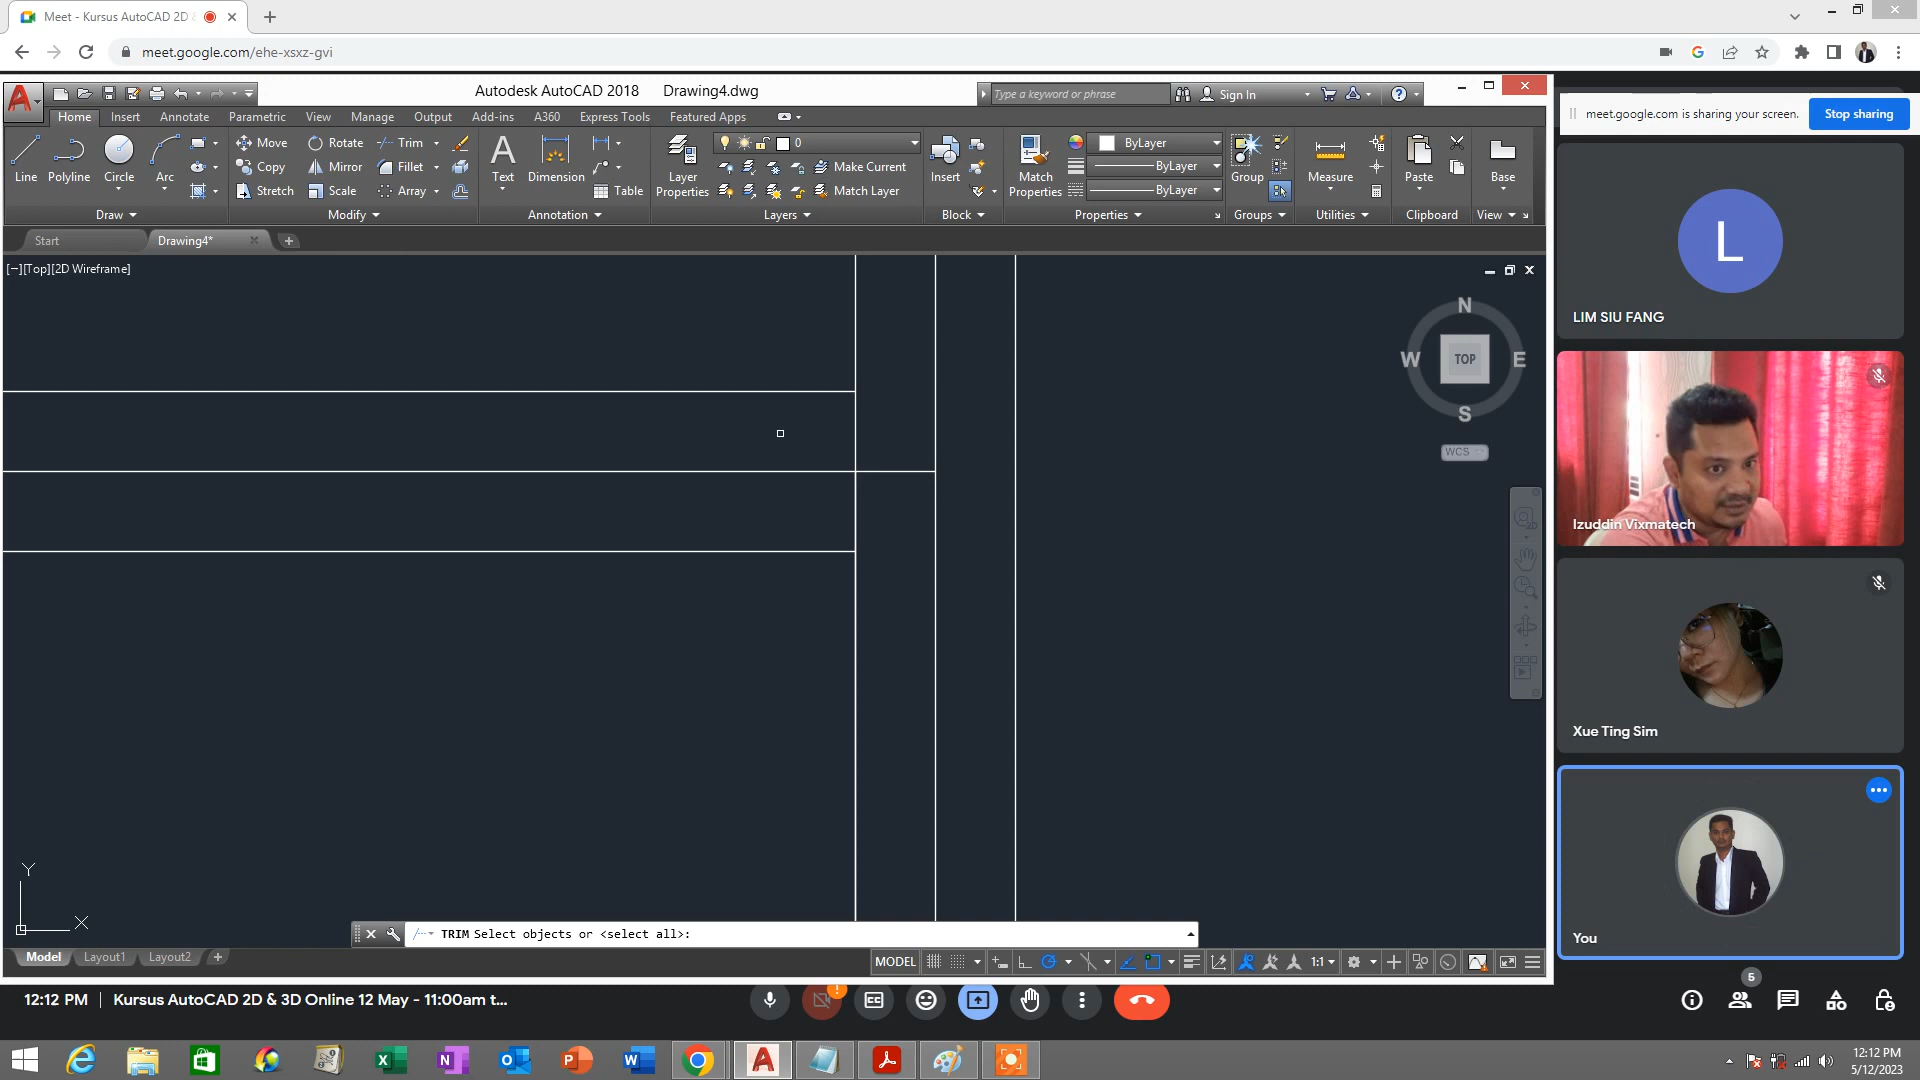 Meet - Kursus AutoCAD 2D
meet.google.com/ehe-xsxz-gvi
Autodesk AutoCAD 2018 Drawing4.dwg
Type a keyword or phrase
Sign In
meet.google.com is sharing your screen.
Stop sharing
Home Insert Annotate Parametric View Manage Output Add-ins A360 Express Tools Featured Apps
Line Polyline Circle Arc
Move Rotate Trim
Copy Mirror Fillet
Stretch Scale Array
Text Dimension Table
Layer Properties
0
Make Current
Match Layer
Insert
Match Properties
ByLayer
ByLayer
ByLayer
Group
Measure
Paste
Base
Draw Modify Annotation Layers Block Properties Groups Utilities Clipboard View
Start Drawing4*
[−][Top][2D Wireframe]
N
W TOP E
S
WCS
2D
L
LIM SIU FANG
Izuddin Vixmatech
Xue Ting Sim
You
Y
X
TRIM Select objects or <select all>:
Model Layout1 Layout2
MODEL
1:1
5
12:12 PM | Kursus AutoCAD 2D & 3D Online 12 May - 11:00am t...
12:12 PM
5/12/2023